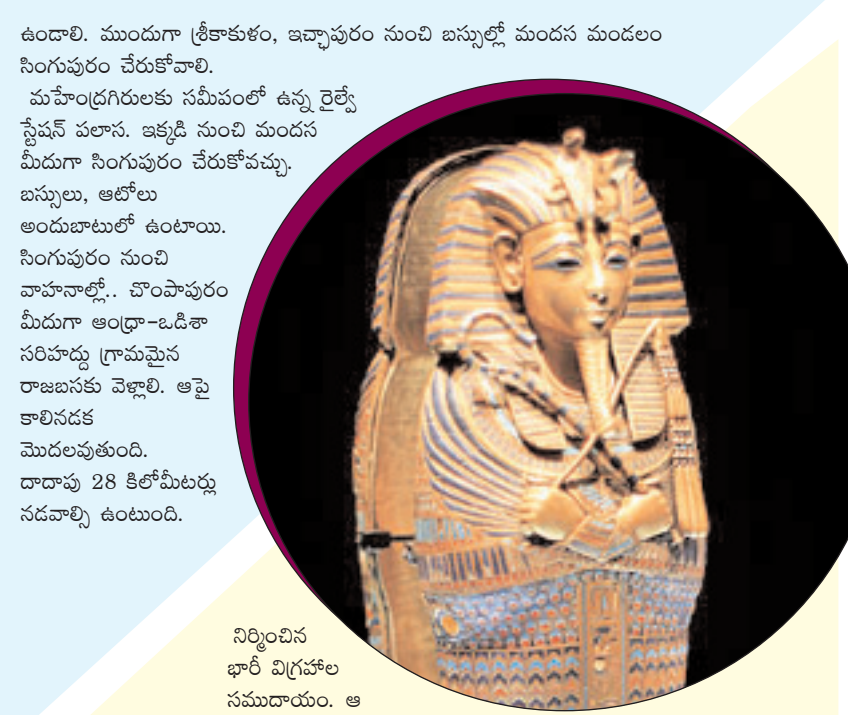 ఉండాలి. ముందుగా శ్రీకాకుళం, ఇచ్ఛాపురం నుంచి బస్సుల్లో మందస మండలం
సింగుపురం చేరుకోవాలి.
మహేంద్రగిరులకు సమీపంలో ఉన్న రైల్వే
స్టేషన్ పలాస. ఇక్కడి నుంచి మందస
మీదుగా సింగుపురం చేరుకోవచ్చు.
బస్సులు, ఆటోలు
అందుబాటులో ఉంటాయి.
సింగుపురం నుంచి
వాహనాల్లో.. చొంపాపురం
మీదుగా ఆంధ్రా-ఒడిశా
సరిహద్దు గ్రామమైన
రాజబసకు వెళ్లాలి. ఆపై
కాలినడక
మొదలవుతుంది.
దాదాపు 28 కిలోమీటర్లు
నడవాల్సి ఉంటుంది.
నిర్మించిన
భారీ విగ్రహాల
సముదాయం. ఆ